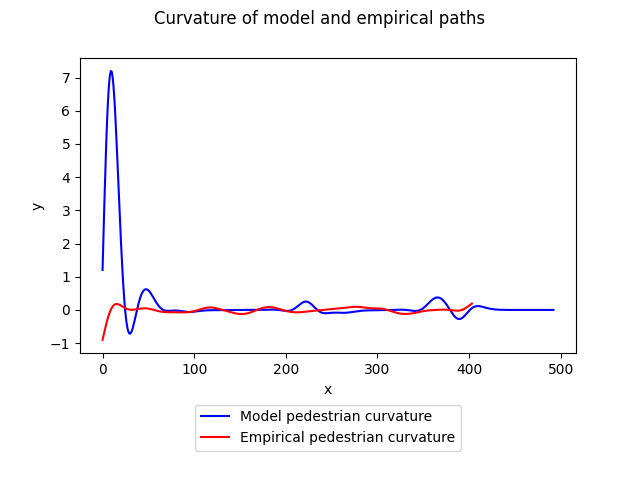 Curvature of model and empirical paths
7
6
5
4
3
2
1
0
−1
y
0 100 200 300 400 500
x
Model pedestrian curvature
Empirical pedestrian curvature